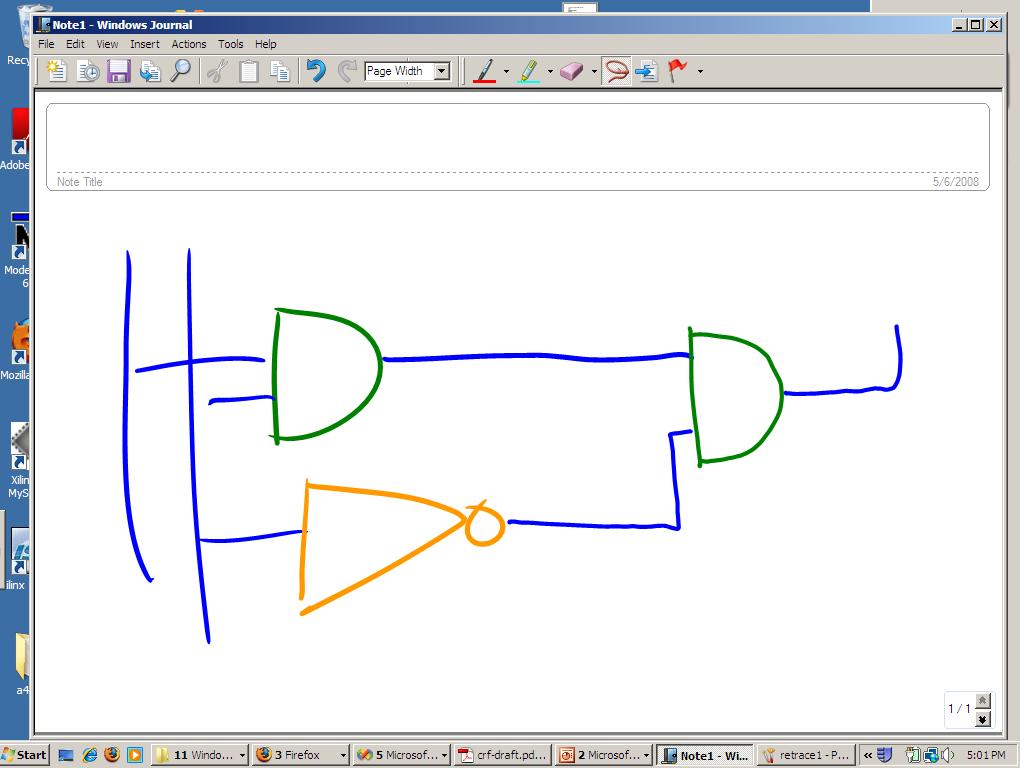 Note1 - Windows Journal
File Edit View Insert Actions Tools Help
Recy
Page Width
Adobe
Note Title
5/6/2008
Mode
6
Mozilla
Xilin
MyS
ilinx
a4
1 / 1
Start
11 Windo...
3 Firefox
5 Microsof...
crf-draft.pd...
2 Microsof...
Note1 - Wi...
retrace1 - P...
«
5:01 PM